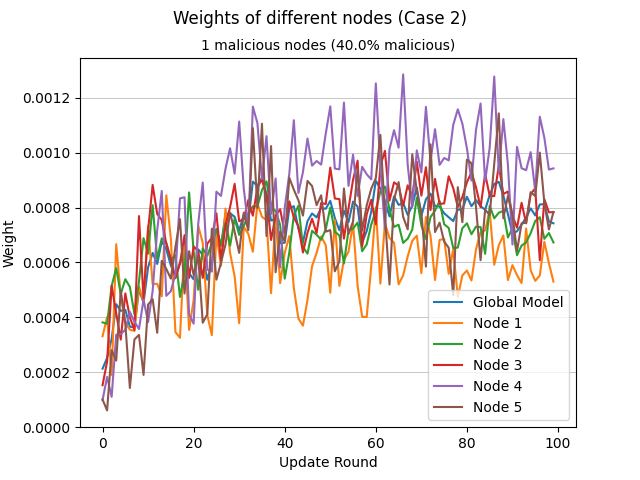 Weights of different nodes (Case 2)
1 malicious nodes (40.0% malicious)
Weight
0.0012
0.0010
0.0008
0.0006
0.0004
0.0002
0.0000
Global Model
Node 1
Node 2
Node 3
Node 4
Node 5
0 20 40 60 80 100
Update Round